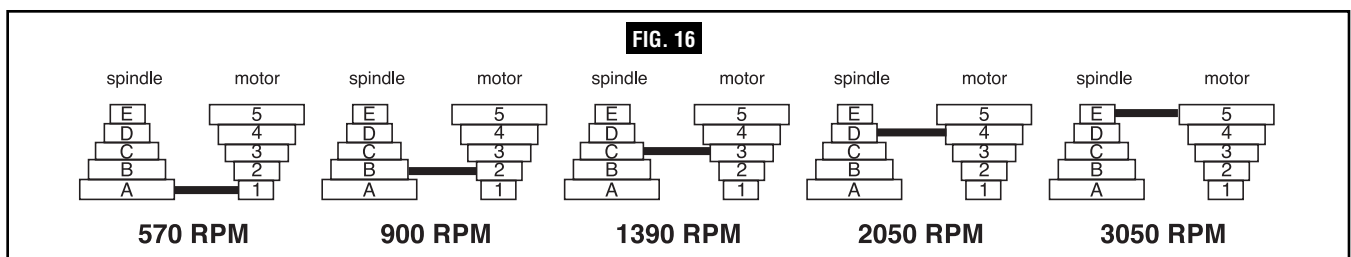 FIG. 16
spindle motor spindle motor spindle motor spindle motor spindle motor
E 5 E 5 E 5 E 5 E 5
D 4 D 4 D 4 D 4 D 4
C 3 C 3 C 3 C 3 C 3
B 2 B 2 B 2 B 2 B 2
A 1 A 1 A 1 A 1 A 1
570 RPM 900 RPM 1390 RPM 2050 RPM 3050 RPM